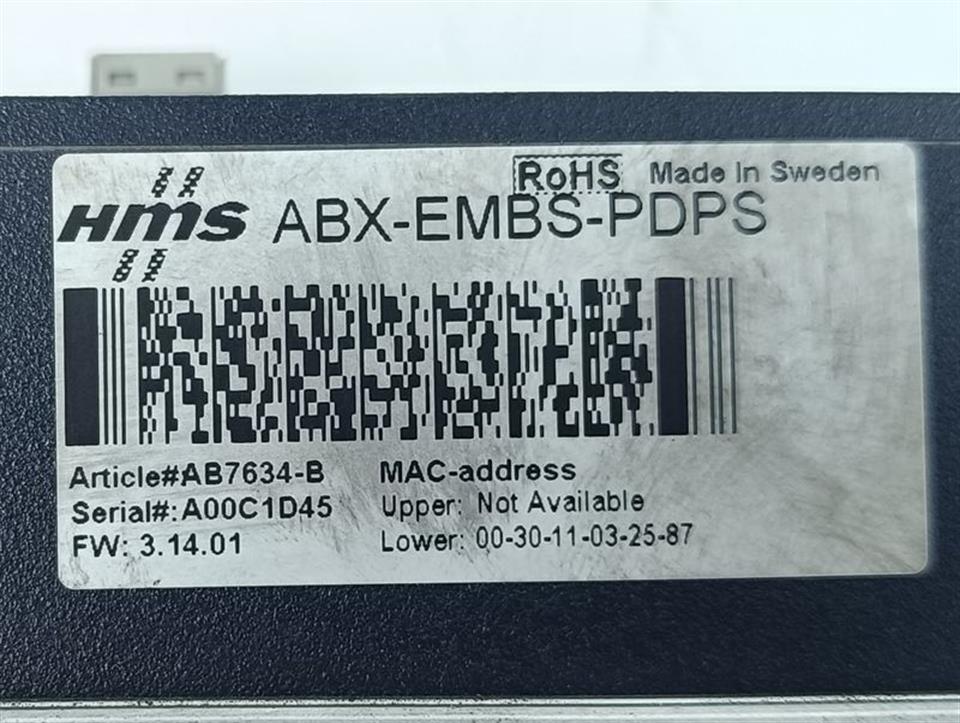 RoHS Made In Sweden
HMS ABX-EMBS-PDPS
Article#AB7634-B MAC-address
Serial#:A00C1D45 Upper: Not Available
FW: 3.14.01 Lower: 00-30-11-03-25-87